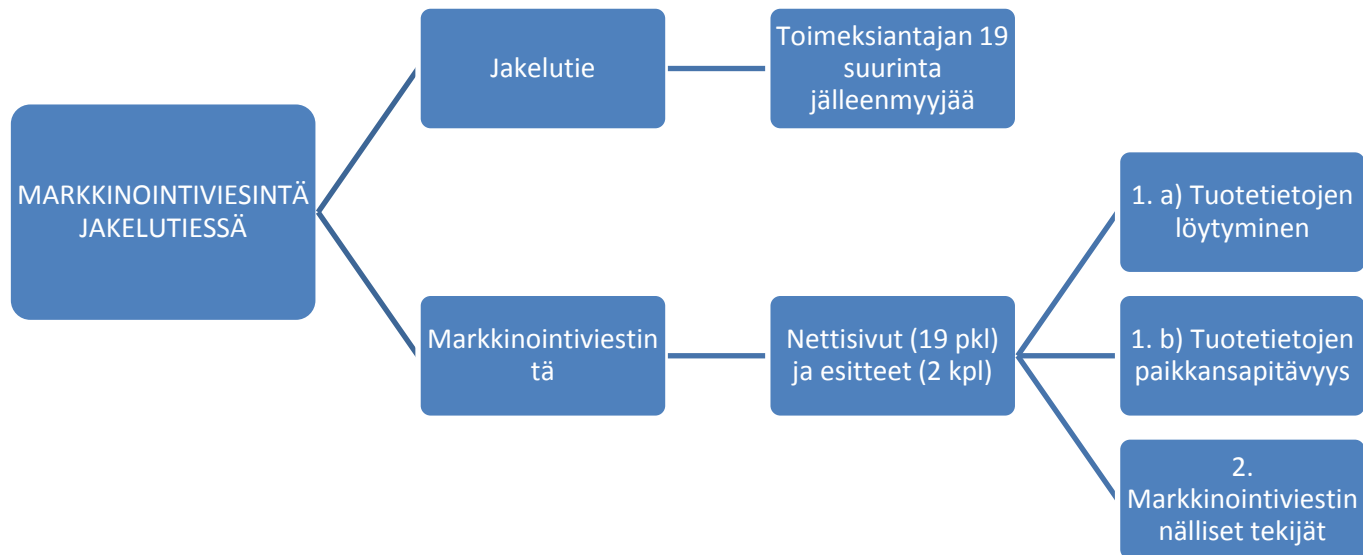 MARKKINOINTIVIESINTÄ
JAKELUTIESSÄ
Jakelutie
Toimeksiantajan 19
suurinta
jälleenmyyjää
Markkinointiviestin
tä
Nettisivut (19 pkl)
ja esitteet (2 kpl)
1. a) Tuotetietojen
löytyminen
1. b) Tuotetietojen
paikkansapitävyys
2.
Markkinointiviestin
nälliset tekijät